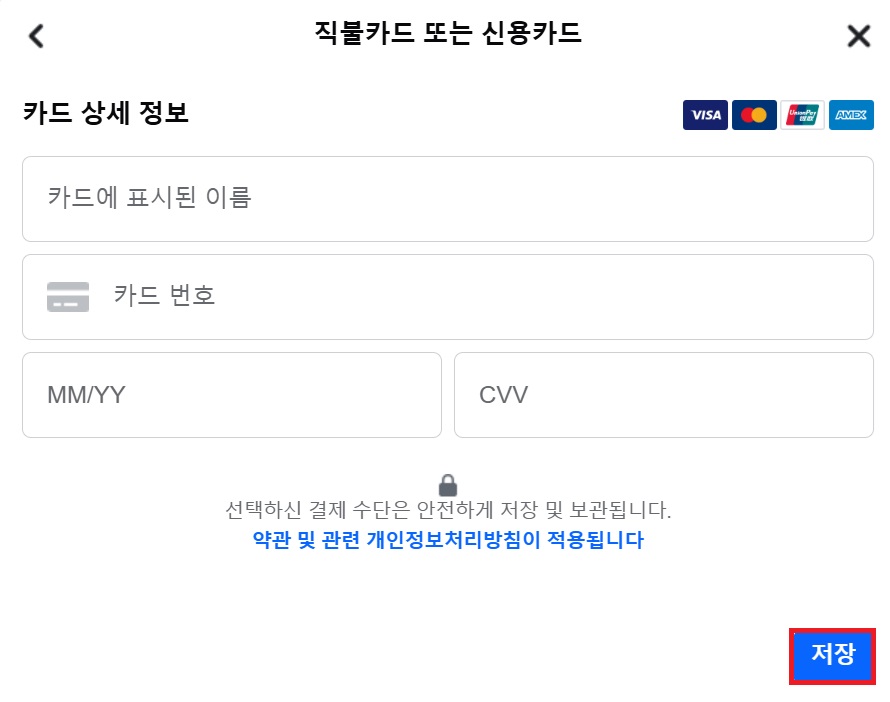 직불카드 또는 신용카드
카드 상세 정보
VISA
UnionPay
银联
AMEX
카드에 표시된 이름
카드 번호
MM/YY
CVV
선택하신 결제 수단은 안전하게 저장 및 보관됩니다.
약관 및 관련 개인정보처리방침이 적용됩니다
저장